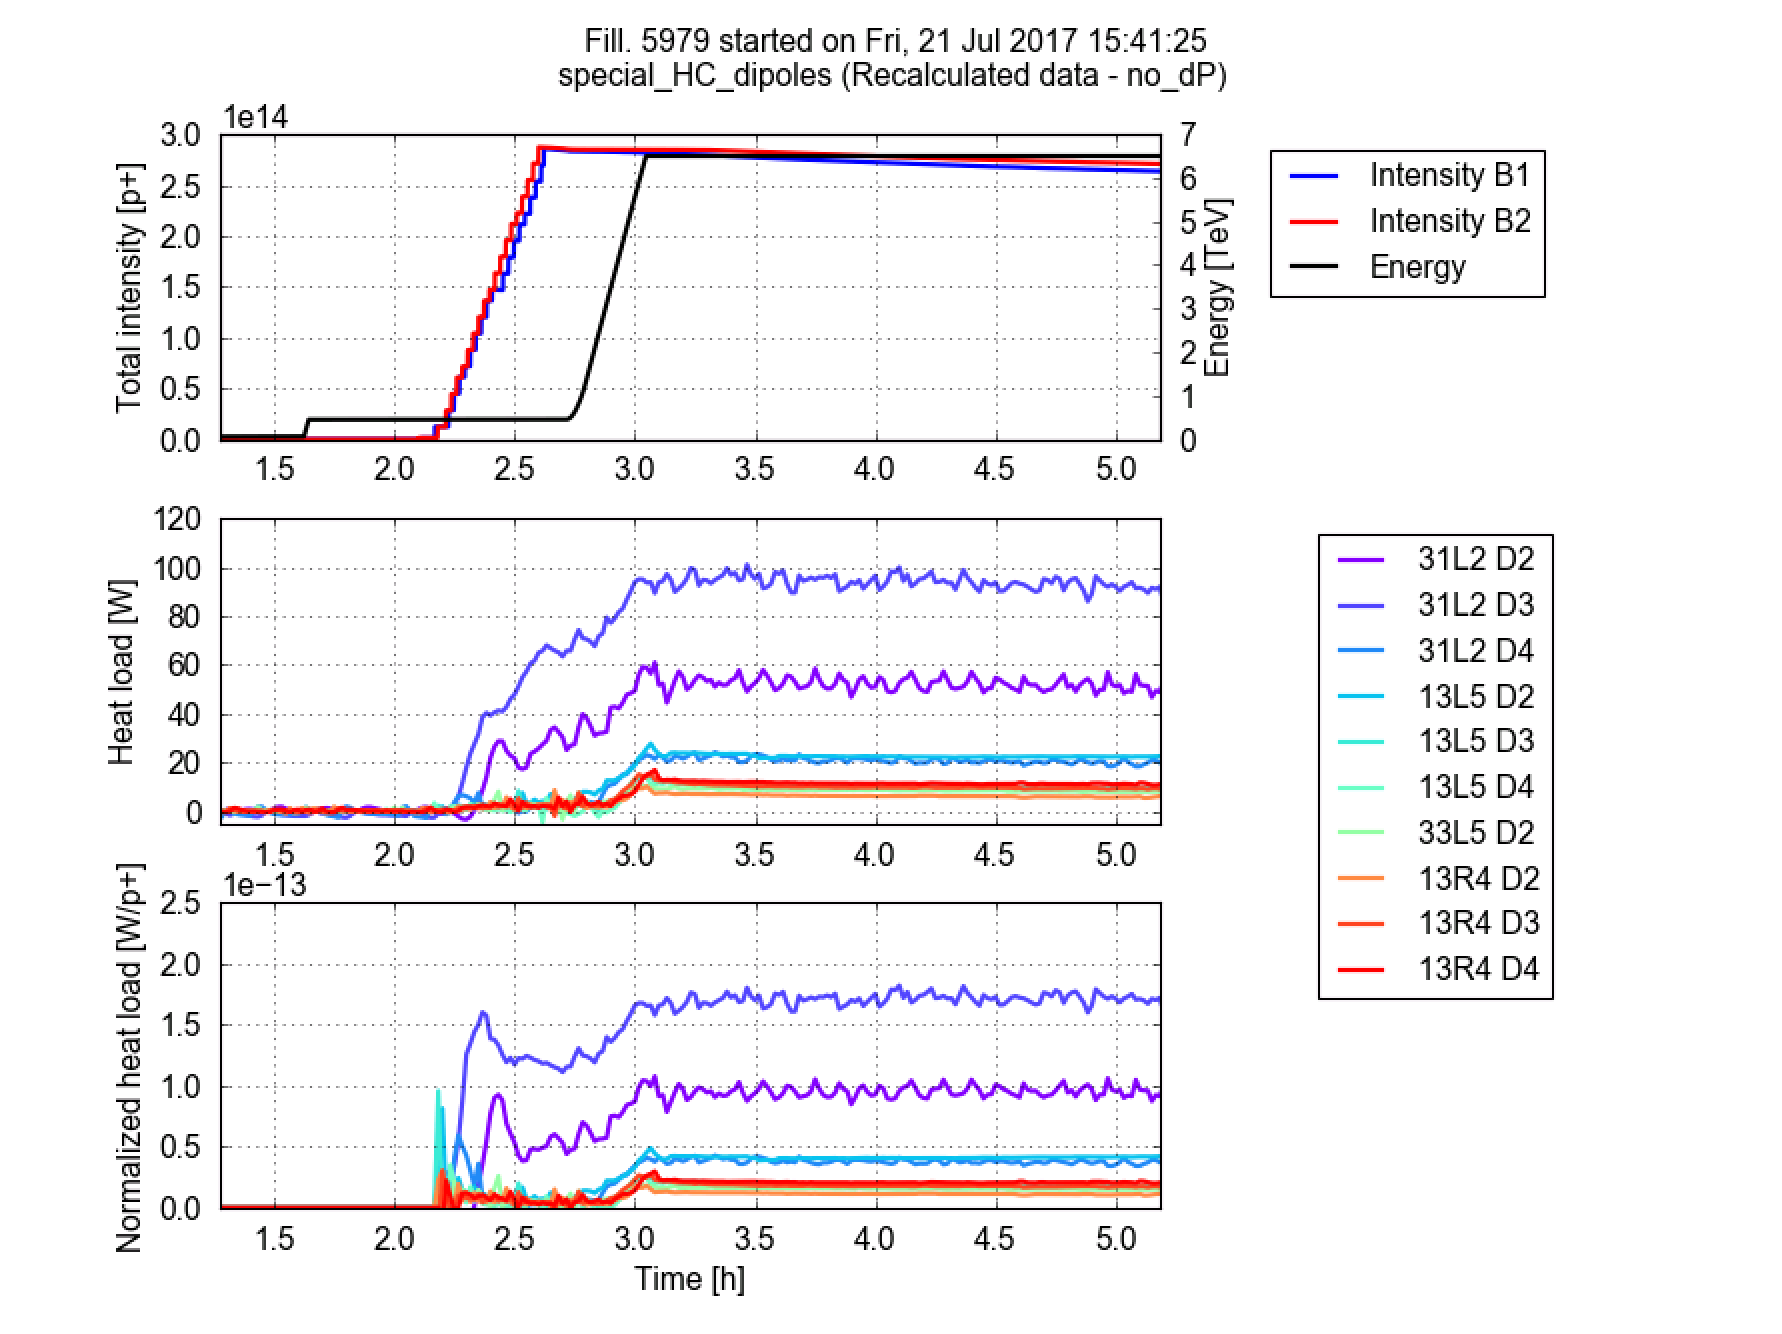 Fill. 5979 started on Fri, 21 Jul 2017 15:41:25
special_HC_dipoles (Recalculated data - no_dP)
1e14
3.0
2.5
2.0
1.5
1.0
0.5
0.0
Total intensity [p+]
7
6
5
4
3
2
1
0
Energy [TeV]
1.5 2.0 2.5 3.0 3.5 4.0 4.5 5.0
Intensity B1
Intensity B2
Energy
120
100
80
60
40
20
0
Heat load [W]
1.5 2.0 2.5 3.0 3.5 4.0 4.5 5.0
31L2 D2
31L2 D3
31L2 D4
13L5 D2
13L5 D3
13L5 D4
33L5 D2
13R4 D2
13R4 D3
13R4 D4
1e−13
2.5
2.0
1.5
1.0
0.5
0.0
Normalized heat load [W/p+]
1.5 2.0 2.5 3.0 3.5 4.0 4.5 5.0
Time [h]